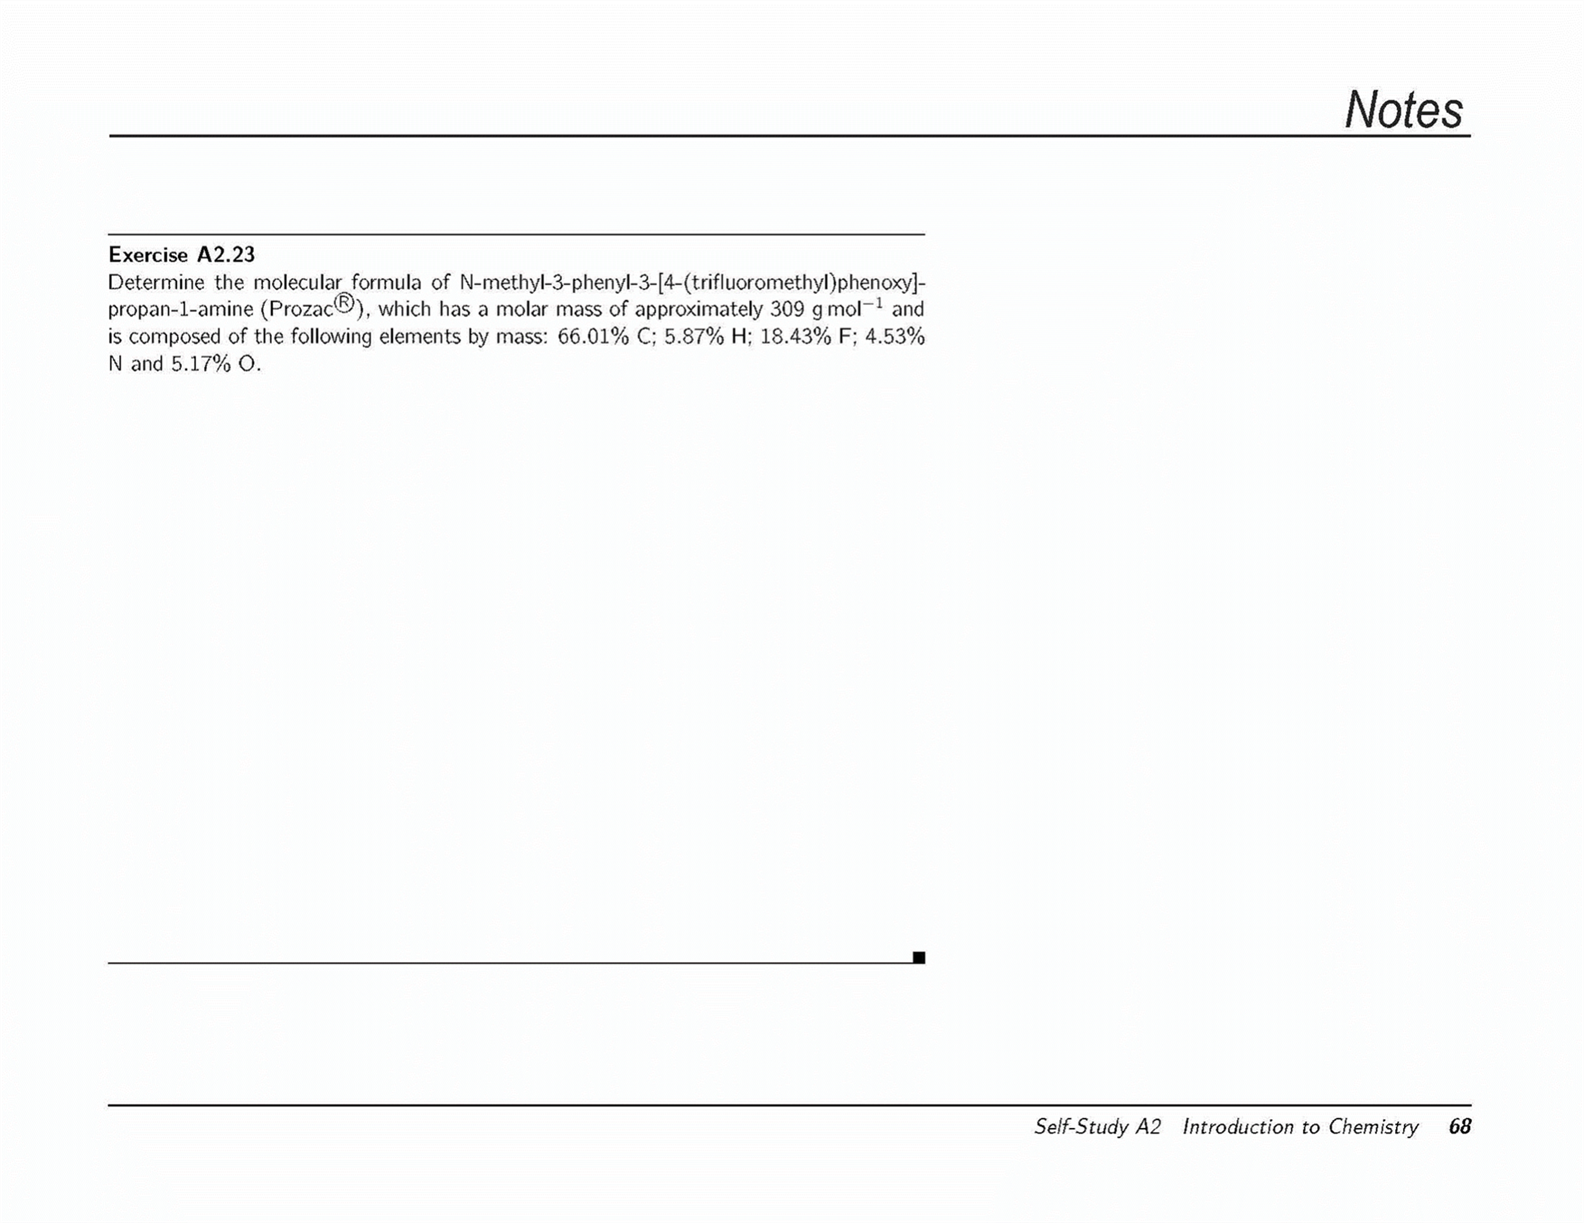 Notes
Exercise A2.23
Determine the molecular formula of N-methyl-3-phenyl-3-[4-(trifluoromethyl)phenoxy]-
propan-1-amine (Prozac®), which has a molar mass of approximately 309 g mol⁻¹ and
is composed of the following elements by mass: 66.01% C; 5.87% H; 18.43% F; 4.53%
N and 5.17% O.
Self-Study A2 Introduction to Chemistry 68